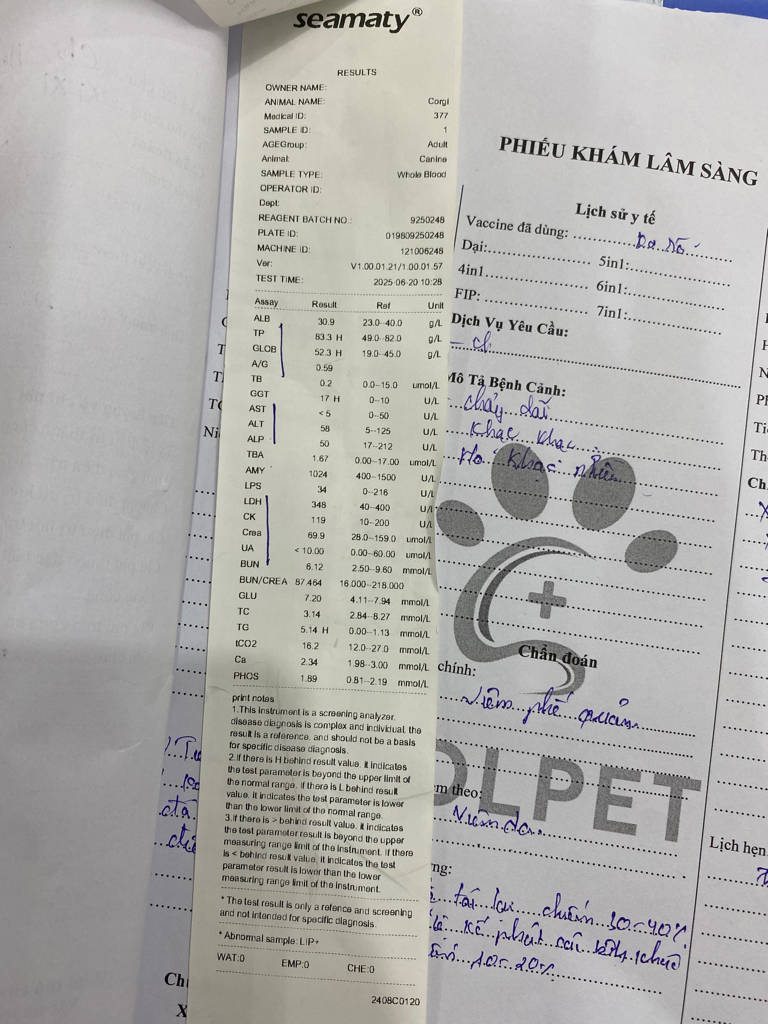 seamaty®
RESULTS
OWNER NAME:
ANIMAL NAME: Corgi
Medical ID: 377
SAMPLE ID: 1
AGEGroup: Adult
Animal: Canine
SAMPLE TYPE: Whole Blood
OPERATOR ID:
Dept:
REAGENT BATCH NO.: 9250248
PLATE ID: 019809250248
MACHINE ID: 121006248
Ver: V1.00.01.21/1.00.01.57
TEST TIME: 2025-06-20 10:28
Assay Result Ref Unit
ALB 30.9 23.0--40.0 g/L
TP 83.3 H 49.0--82.0 g/L
GLOB 52.3 H 19.0--45.0 g/L
A/G 0.59
TB 0.2 0.0--15.0 umol/L
GGT 17 H 0--10 U/L
AST <5 0--50 U/L
ALT 58 5--125 U/L
ALP 50 17--212 U/L
TBA 1.67 0.00--17.00 umol/L
AMY 1024 400--1500 U/L
LPS 34 0--216 U/L
LDH 348 40--400 U/L
CK 119 10--200 U/L
Crea 69.9 28.0--159.0 umol/L
UA <10.00 0.00--60.00 umol/L
BUN 6.12 2.50--9.60 mmol/L
BUN/CREA 87.464 16.000--218.000
GLU 7.20 4.11--7.94 mmol/L
TC 3.14 2.84--8.27 mmol/L
TG 5.14 H 0.00--1.13 mmol/L
tCO2 16.2 12.0--27.0 mmol/L
Ca 2.34 1.98--3.00 mmol/L
PHOS 1.89 0.81--2.19 mmol/L
print notes
1.This instrument is a screening analyzer,
disease diagnosis is complex and individual, the
result is a reference, and should not be a basis
for specific disease diagnosis.
2.if there is H behind result value, it indicates
the test parameter is beyond the upper limit of
the normal range. if there is L behind result
value, it indicates the test parameter is lower
than the lower limit of the normal range.
3.if there is > behind result value, it indicates
the test parameter result is beyond the upper
measuring range limit of the instrument. if there
is < behind result value, it indicates the test
parameter result is lower than the lower
measuring range limit of the instrument.
* The test result is only a refence and screening
and not intended for specific diagnosis.
* Abnormal sample: LIP+
WAT:0 EMP:0 CHE:0
2408C0120
PHIẾU KHÁM LÂM SÀNG
Lịch sử y tế
Vaccine đã dùng:
Dại: 5in1:
4in1 6in1:
FIP: 7in1:
Dịch Vụ Yêu Cầu:
Mô Tả Bệnh Cảnh:
chảy dãi
khạc khạc
Ho khạc nhiều
Chẩn đoán
chính:
viêm phế quản
theo:
Viêm da
tái lại chiếm 30-40%
10-20%
OLPET
Lịch hẹn